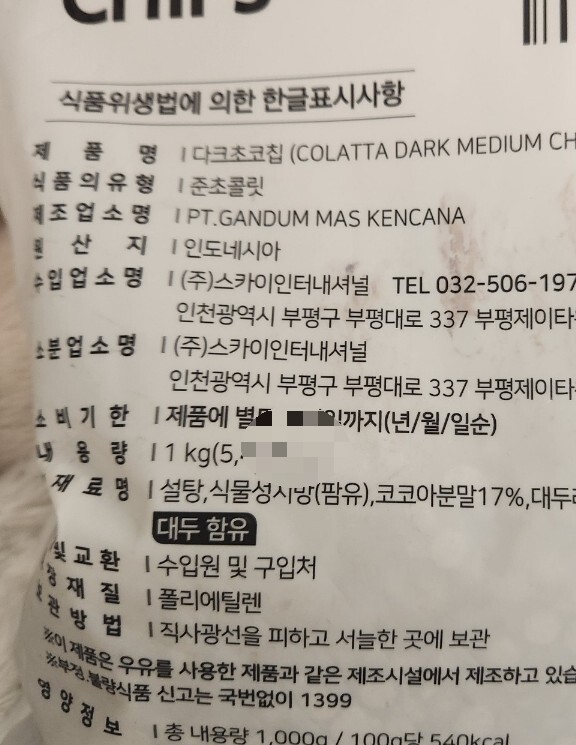 CHIPS
식품위생법에 의한 한글표시사항
제 품 명 | 다크초코칩 (COLATTA DARK MEDIUM CH
식품의유형 | 준초콜릿
제조업소명 | PT.GANDUM MAS KENCANA
원 산 지 | 인도네시아
수입업소명 | (주)스카이인터내셔널 TEL 032-506-197
인천광역시 부평구 부평대로 337 부평제이타
소분업소명 | (주)스카이인터내셔널
인천광역시 부평구 부평대로 337 부평제이타
소비기한 | 제품에 까지(년/월/일순)
내 용 량 | 1 kg(5,
재료명 | 설탕,식물성지방(팜유),코코아분말17%,대두
대두 함유
및교환 | 수입원 및 구입처
장재질 | 폴리에틸렌
관방법 | 직사광선을 피하고 서늘한 곳에 보관
※이 제품은 우유를 사용한 제품과 같은 제조시설에서 제조하고 있습
※부정.불량식품 신고는 국번없이 1399
영양정보 | 총 내용량 1,000g / 100g당 540kcal